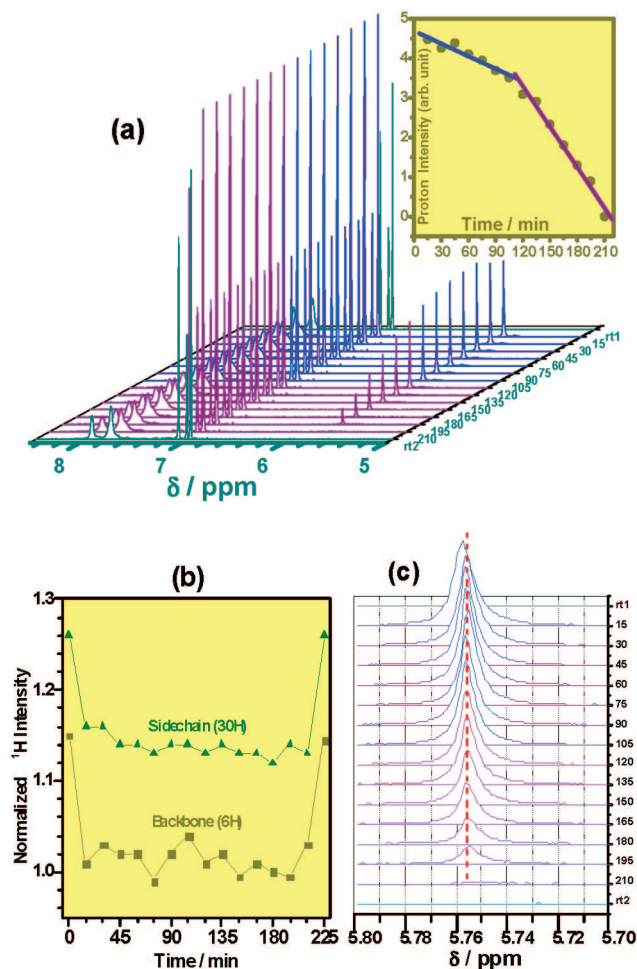 (a)
5
4
3
2
1
0
Proton Intensity (arb. unit)
Time / min
0 30 60 90 120 150 180 210
rt1
15
30
45
60
75
90
105
120
135
150
165
180
195
210
rt2
8 7 6 5
δ / ppm
(b)
1.3
1.2
1.1
1.0
Normalized ¹H Intensity
Sidechain (30H)
Backbone (6H)
0 45 90 135 180 225
Time / min
(c)
rt1
15
30
45
60
75
90
105
120
135
150
165
180
195
210
rt2
5.80 5.78 5.76 5.74 5.72 5.70
δ / ppm